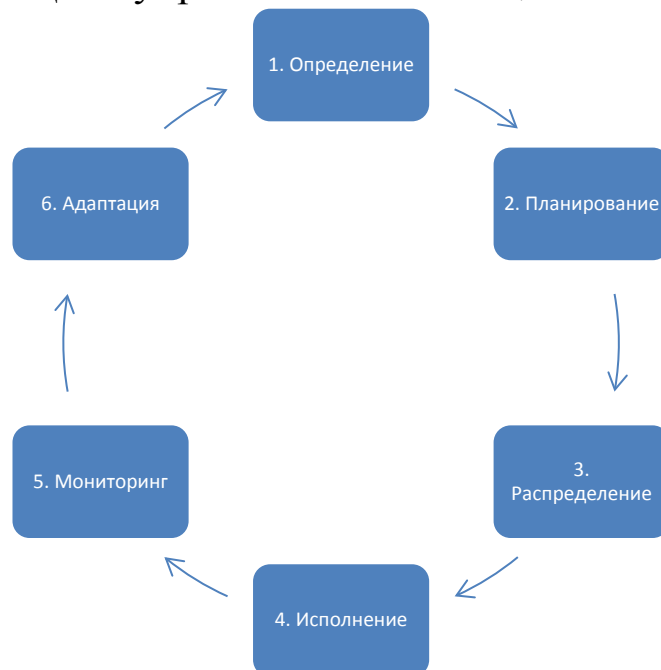 1. Определение
2. Планирование
3.
Распределение
4. Исполнение
5. Мониторинг
6. Адаптация